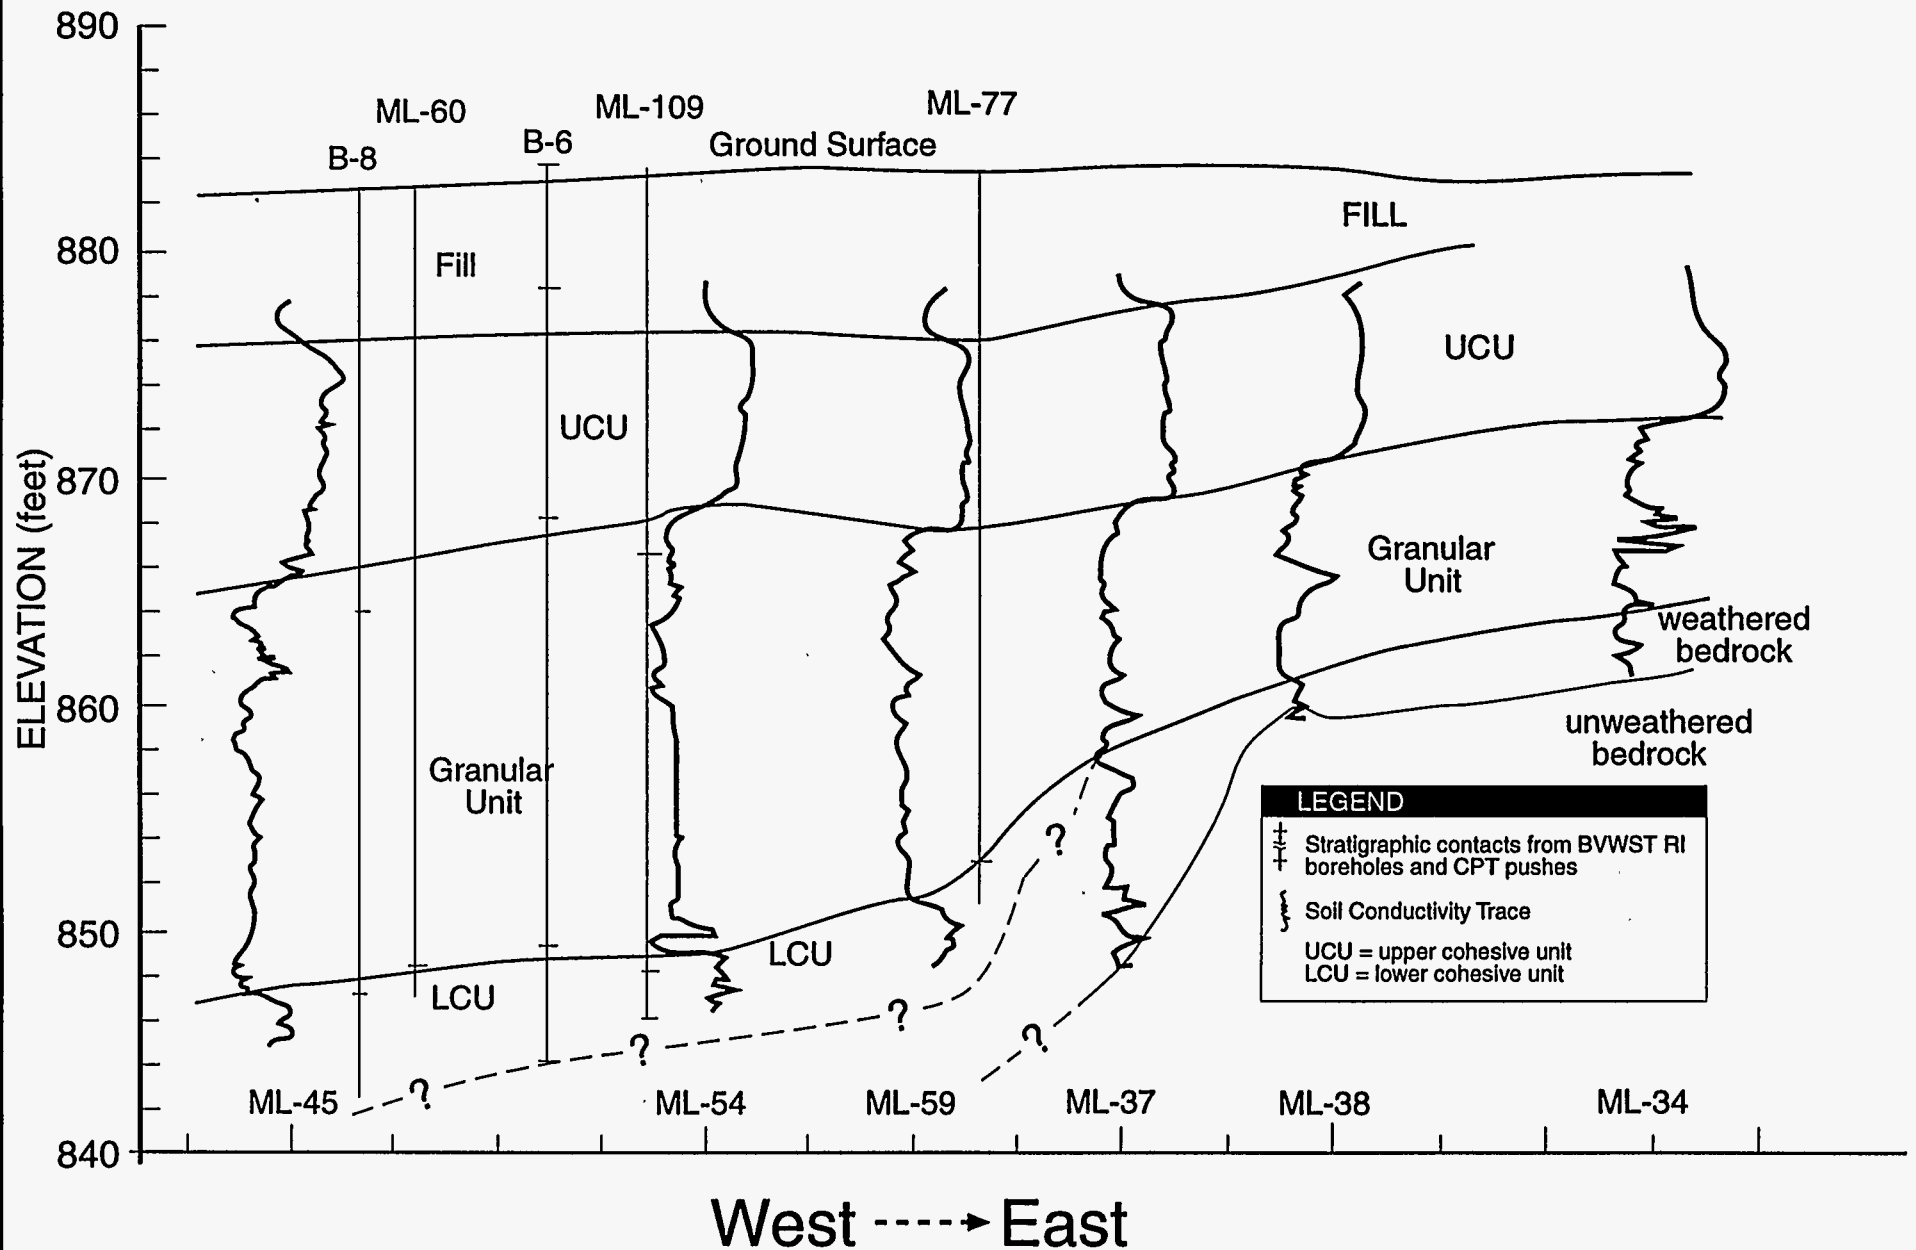 890
ML-60
ML-109
ML-77
B-8
B-6
Ground Surface
FILL
880
Fill
UCU
UCU
ELEVATION (feet)
870
Granular
Unit
weathered
bedrock
860
unweathered
bedrock
Granular
Unit
LEGEND
Stratigraphic contacts from BVWST RI
boreholes and CPT pushes
Soil Conductivity Trace
UCU = upper cohesive unit
LCU = lower cohesive unit
?
850
LCU
LCU
?
?
?
?
ML-45
ML-54
ML-59
ML-37
ML-38
ML-34
840
West ----► East